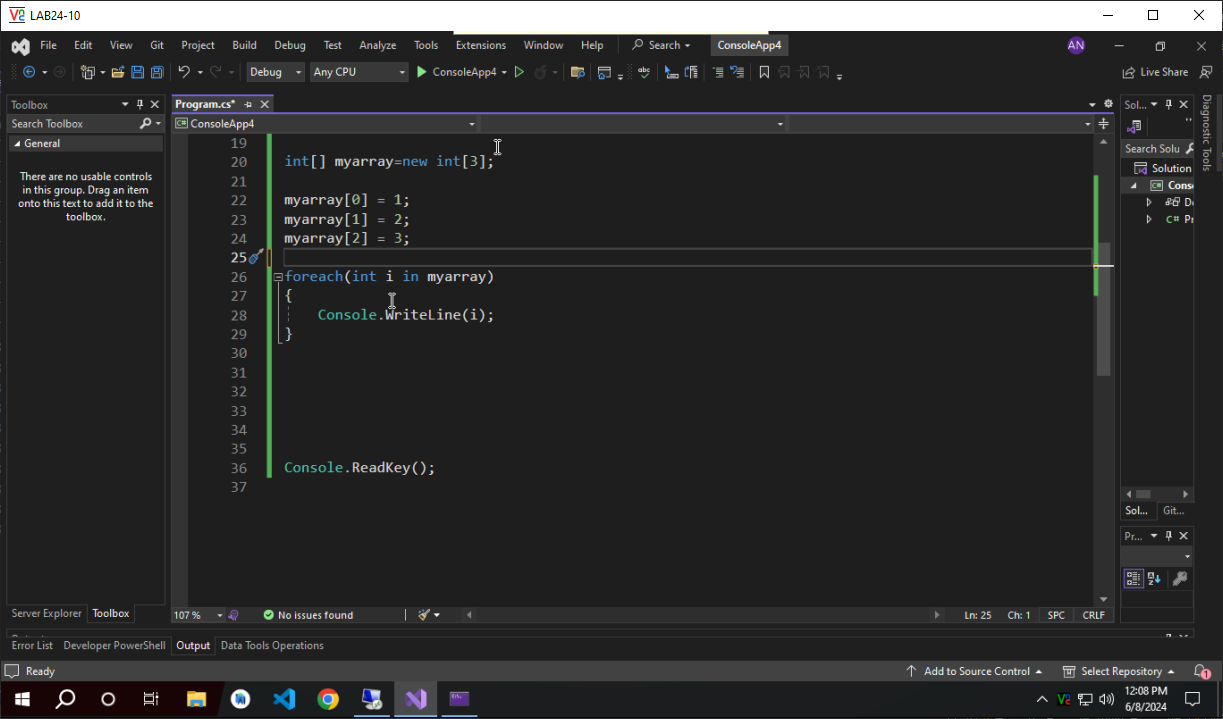 LAB24-10
File Edit View Git Project Build Debug Test Analyze Tools Extensions Window Help Search ConsoleApp4 AN
Debug Any CPU ConsoleApp4 Live Share
Toolbox
Search Toolbox
General
There are no usable controls
in this group. Drag an item
onto this text to add it to the
toolbox.
Server Explorer Toolbox
Program.cs*
ConsoleApp4
19
20 int[] myarray=new int[3];
21
22 myarray[0] = 1;
23 myarray[1] = 2;
24 myarray[2] = 3;
25
26 foreach(int i in myarray)
27 {
28 Console.WriteLine(i);
29 }
30
31
32
33
34
35
36 Console.ReadKey();
37
107 % No issues found Ln: 25 Ch: 1 SPC CRLF
Sol...
Search Solu
Solution
Conso
Sol... Git...
Pr...
Diagnostic Tools
Error List Developer PowerShell Output Data Tools Operations
Ready Add to Source Control Select Repository 1
12:08 PM
6/8/2024